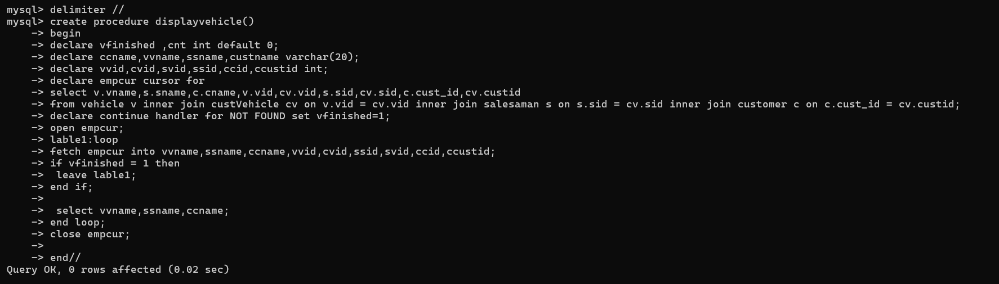 mysql> delimiter //
mysql> create procedure displayvehicle()
    -> begin
    -> declare vfinished ,cnt int default 0;
    -> declare ccname,vvname,ssname,custname varchar(20);
    -> declare vvid,cvid,svid,ssid,ccid,ccustid int;
    -> declare empcur cursor for
    -> select v.vname,s.sname,c.cname,v.vid,cv.vid,s.sid,cv.sid,c.cust_id,cv.custid
    -> from vehicle v inner join custVehicle cv on v.vid = cv.vid inner join salesaman s on s.sid = cv.sid inner join customer c on c.cust_id = cv.custid;
    -> declare continue handler for NOT FOUND set vfinished=1;
    -> open empcur;
    -> lable1:loop
    -> fetch empcur into vvname,ssname,ccname,vvid,cvid,ssid,svid,ccid,ccustid;
    -> if vfinished = 1 then
    ->  leave lable1;
    -> end if;
    ->
    ->  select vvname,ssname,ccname;
    -> end loop;
    -> close empcur;
    ->
    -> end//
Query OK, 0 rows affected (0.02 sec)